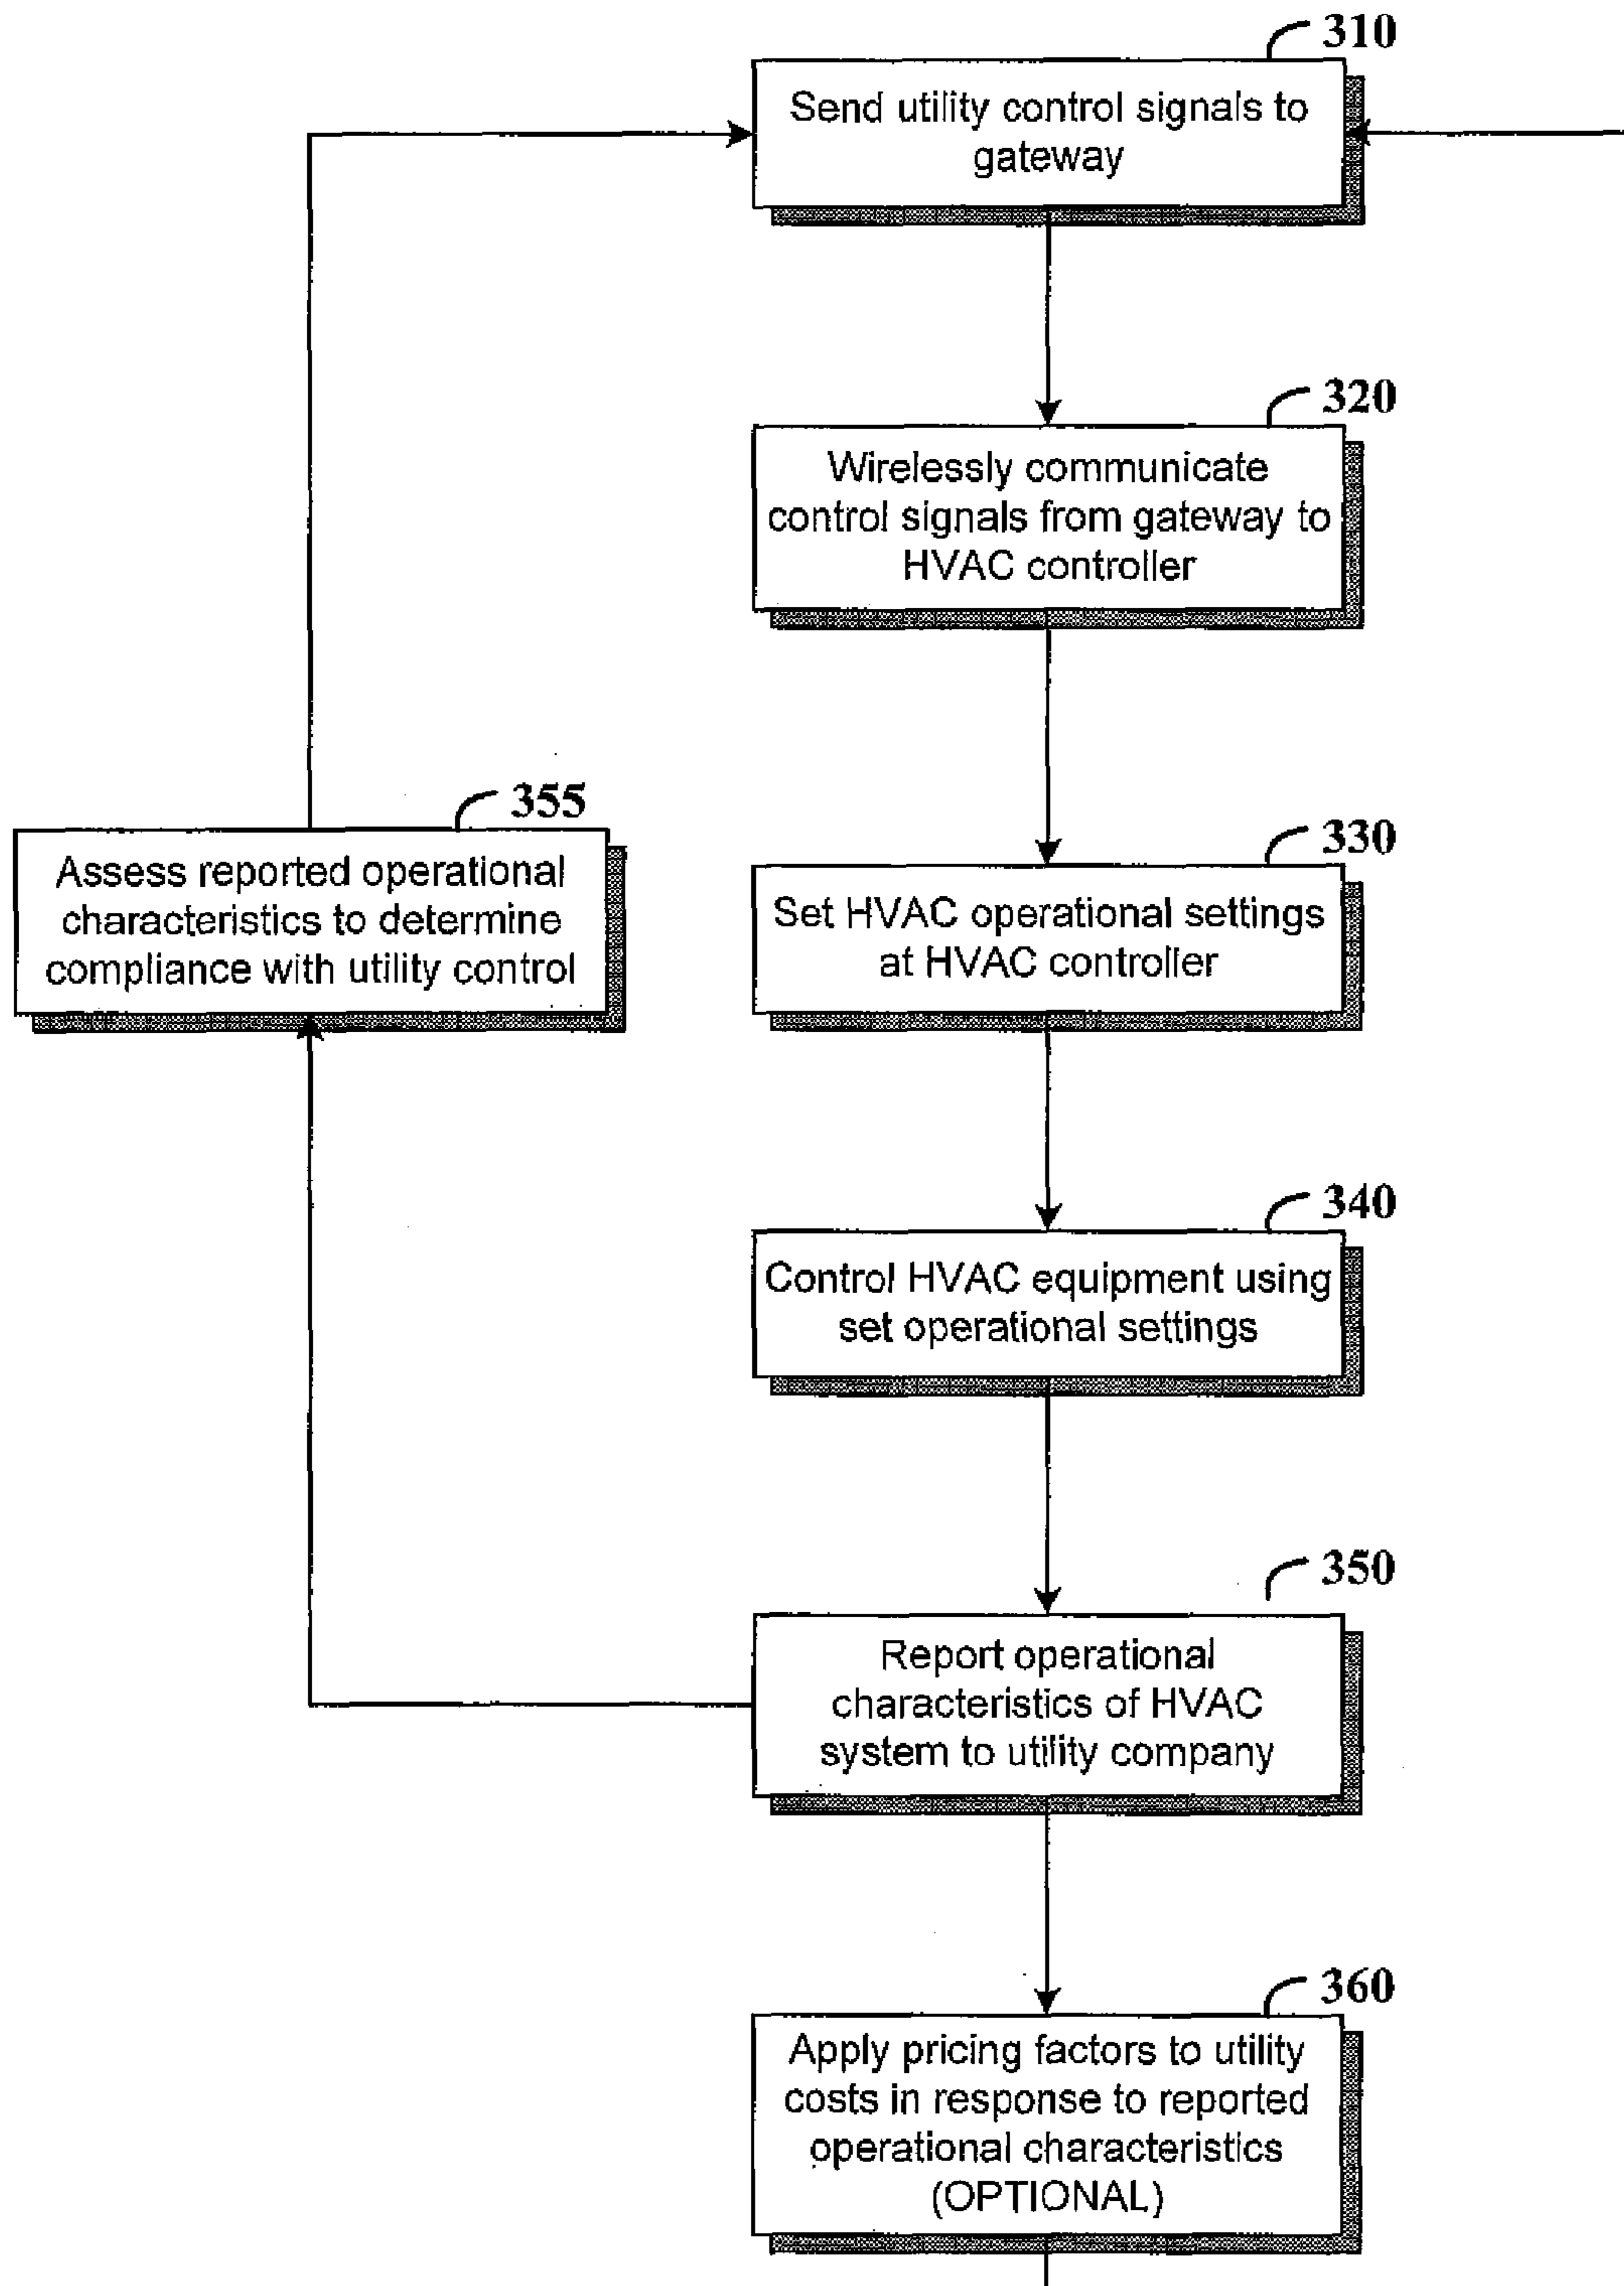 310
Send utility control signals to
gateway
320
Wirelessly communicate
control signals from gateway to
HVAC controller
355
Assess reported operational
characteristics to determine
compliance with utility control
330
Set HVAC operational settings
at HVAC controller
340
Control HVAC equipment using
set operational settings
350
Report operational
characteristics of HVAC
system to utility company
360
Apply pricing factors to utility
costs in response to reported
operational characteristics
(OPTIONAL)